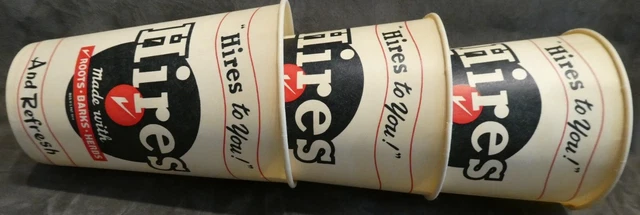 And Refresh
Hires
Made with
ROOTS · BARKS · HERBS
"Hires to You!"
Hires
"Hires to You!"
Hires
"Hires to You!"